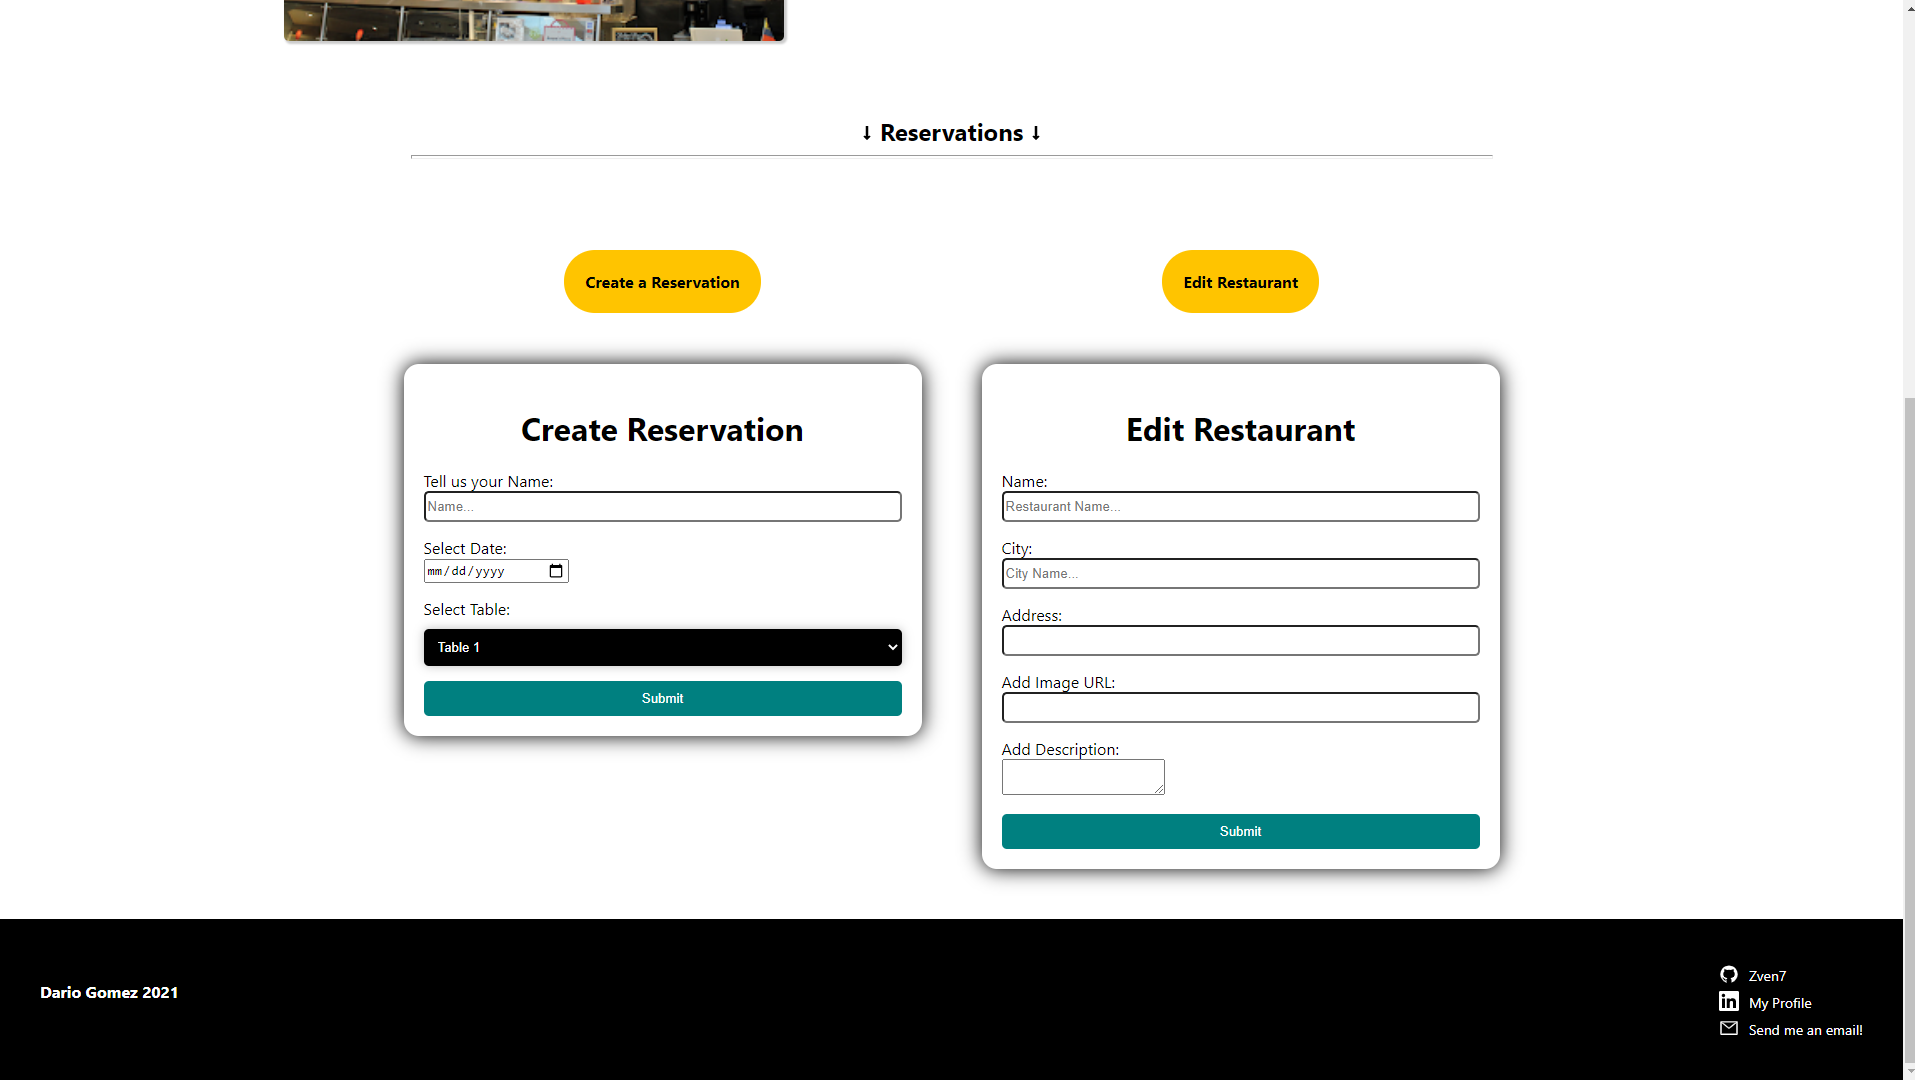 ↓ Reservations ↓
Create a Reservation
Edit Restaurant
Create Reservation
Tell us your Name:
Name...
Select Date:
mm/dd/yyyy
Select Table:
Table 1
Submit
Edit Restaurant
Name:
Restaurant Name...
City:
City Name...
Address:
Add Image URL:
Add Description:
Submit
Dario Gomez 2021
Zven7
My Profile
Send me an email!